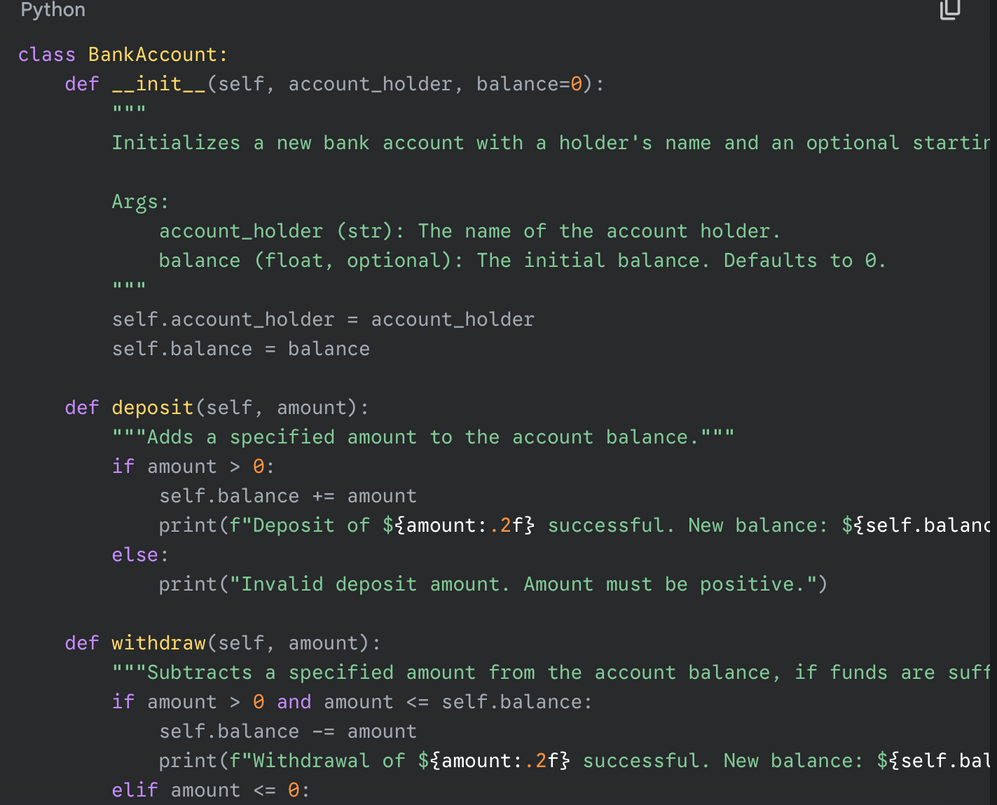 Python
class BankAccount:
    def __init__(self, account_holder, balance=0):
        """
        Initializes a new bank account with a holder's name and an optional
        Args:
            account_holder (str): The name of the account holder.
            balance (float, optional): The initial balance. Defaults to 0.
        """
        self.account_holder = account_holder
        self.balance = balance
    def deposit(self, amount):
        """Adds a specified amount to the account balance."""
        if amount > 0:
            self.balance += amount
            print(f"Deposit of ${amount:.2f} successful. New balance: ${self.balanc
        else:
            print("Invalid deposit amount. Amount must be positive.")
    def withdraw(self, amount):
        """Subtracts a specified amount from the account balance, if funds are suff
        if amount > 0 and amount <= self.balance:
            self.balance -= amount
            print(f"Withdrawal of ${amount:.2f} successful. New balance: ${self.bal
        elif amount <= 0: